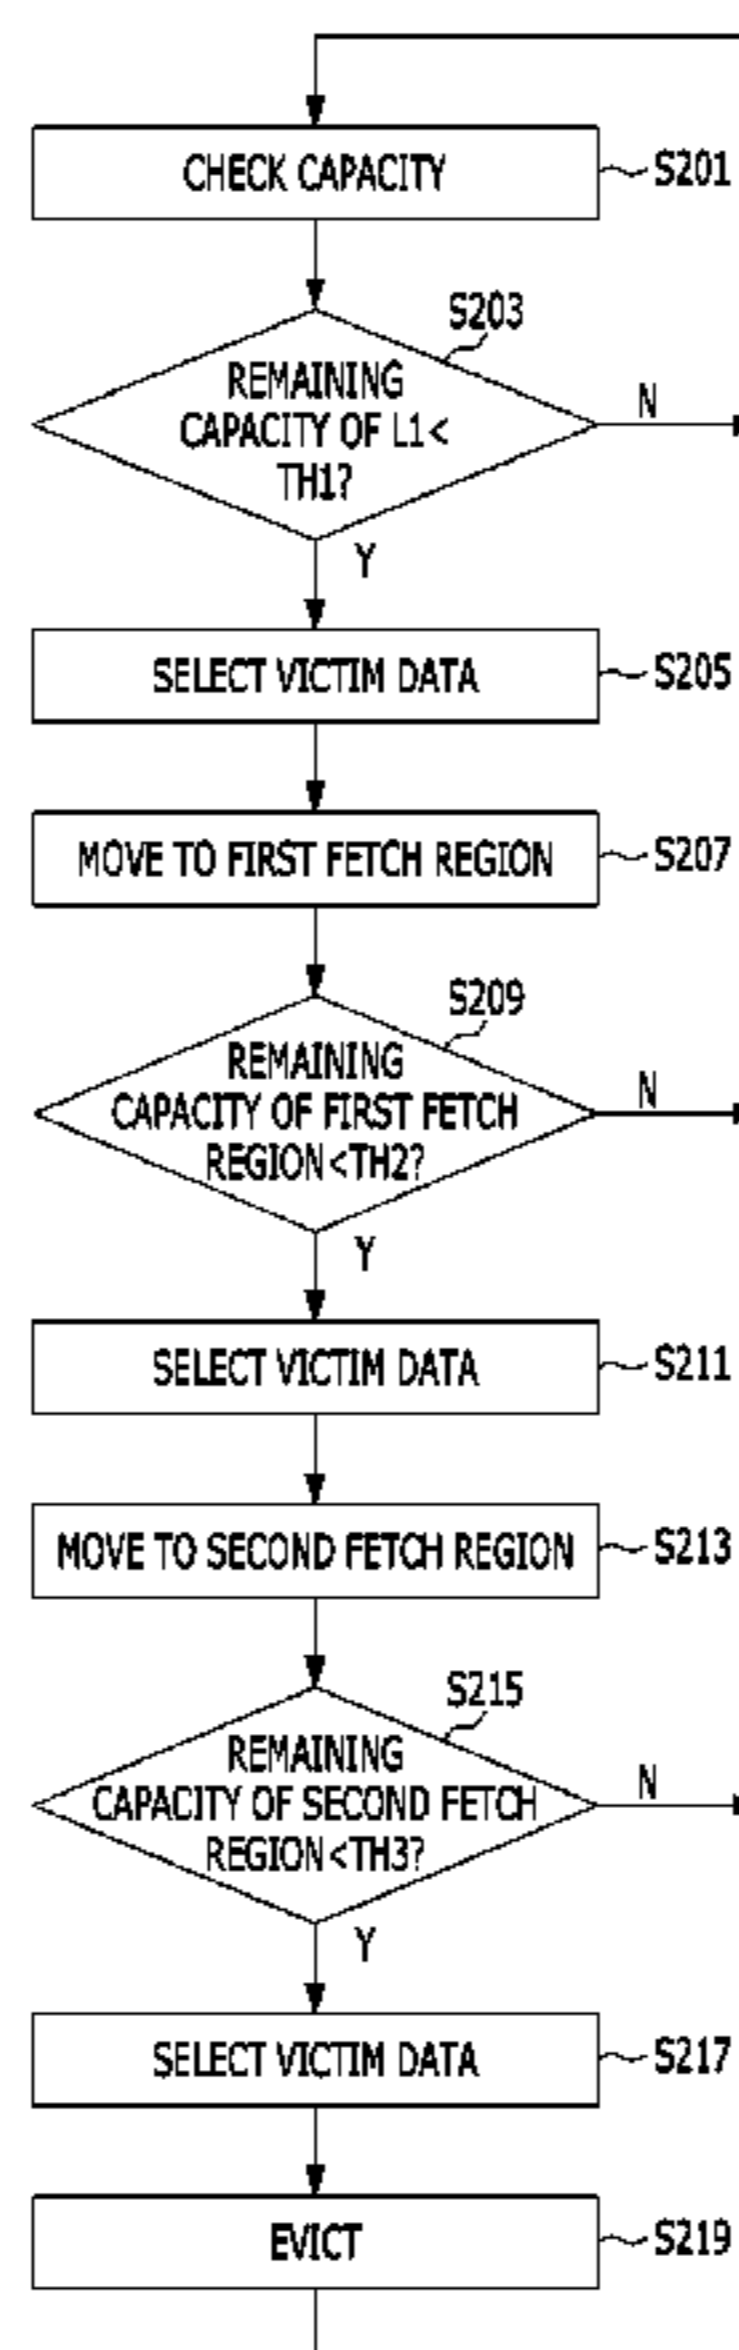 CHECK CAPACITY
S201
S203
REMAINING
CAPACITY OF L1<
TH1?
N
Y
SELECT VICTIM DATA
S205
MOVE TO FIRST FETCH REGION
S207
S209
REMAINING
CAPACITY OF FIRST FETCH
REGION<TH2?
N
Y
SELECT VICTIM DATA
S211
MOVE TO SECOND FETCH REGION
S213
S215
REMAINING
CAPACITY OF SECOND FETCH
REGION<TH3?
N
Y
SELECT VICTIM DATA
S217
EVICT
S219